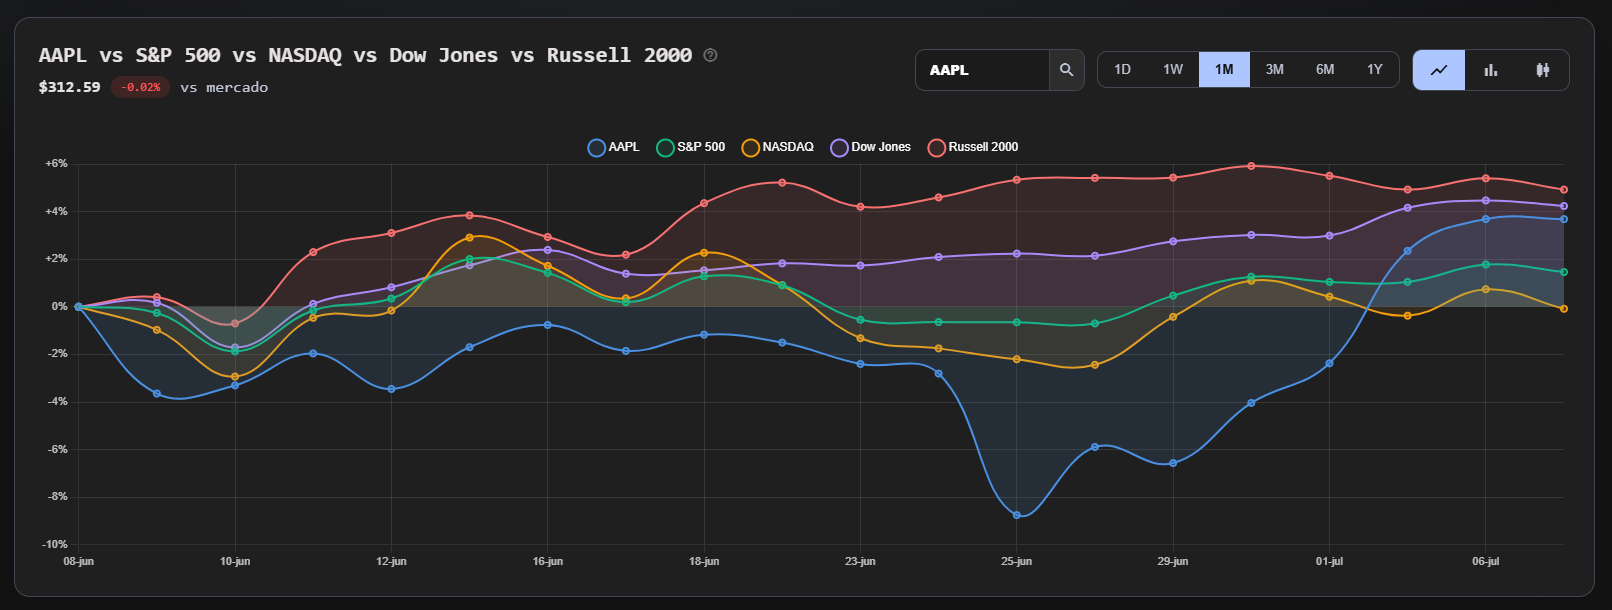 AAPL vs S&P 500 vs NASDAQ vs Dow Jones vs Russell 2000 ?
$312.59 -0.02% vs mercado
AAPL
1D 1W 1M 3M 6M 1Y
AAPL S&P 500 NASDAQ Dow Jones Russell 2000
+6%
+4%
+2%
0%
-2%
-4%
-6%
-8%
-10%
08-jun 10-jun 12-jun 16-jun 18-jun 23-jun 25-jun 29-jun 01-jul 06-jul